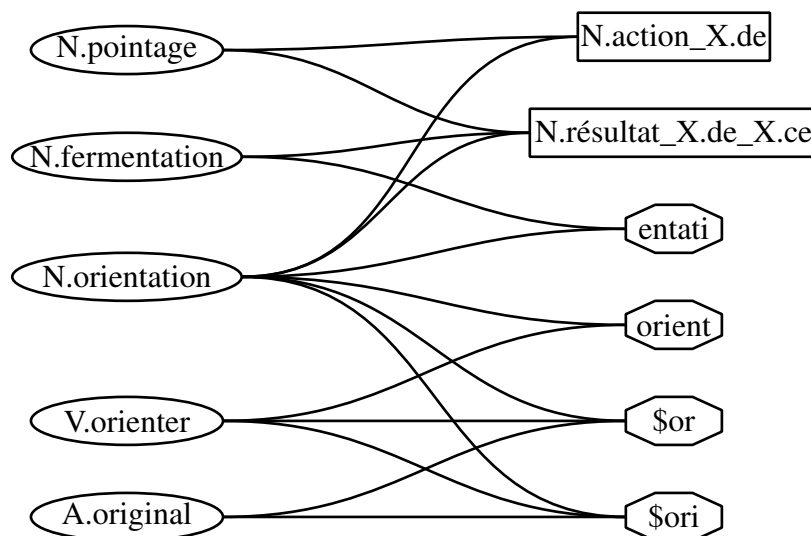 N.pointage
N.action_X.de
N.résultat_X.de_X.ce
N.fermentation
entati
N.orientation
orient
V.orienter
$or
A.original
$ori